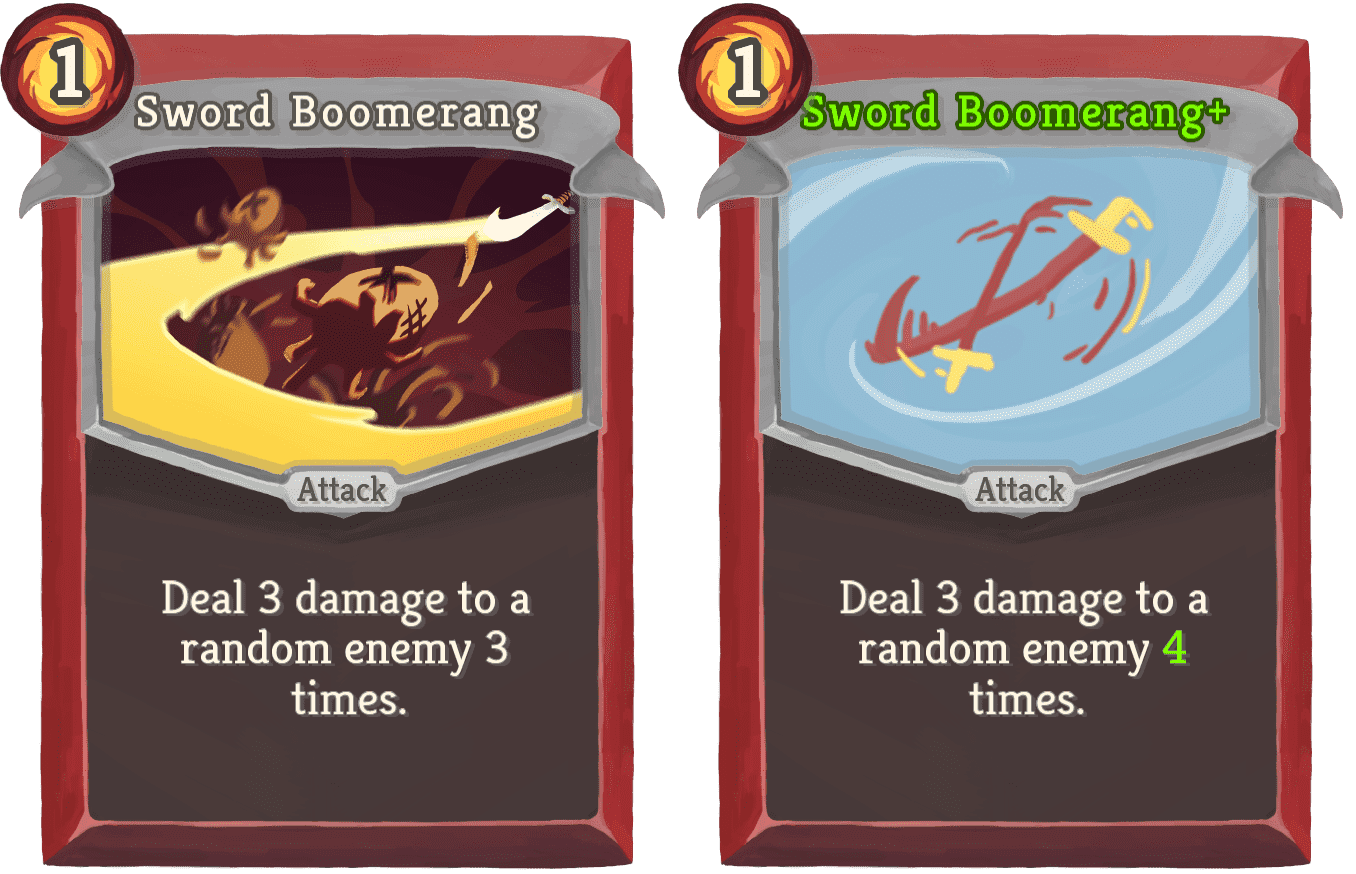 1
Sword Boomerang
Attack
Deal 3 damage to a
random enemy 3
times.
1
Sword Boomerang+
Attack
Deal 3 damage to a
random enemy 4
times.